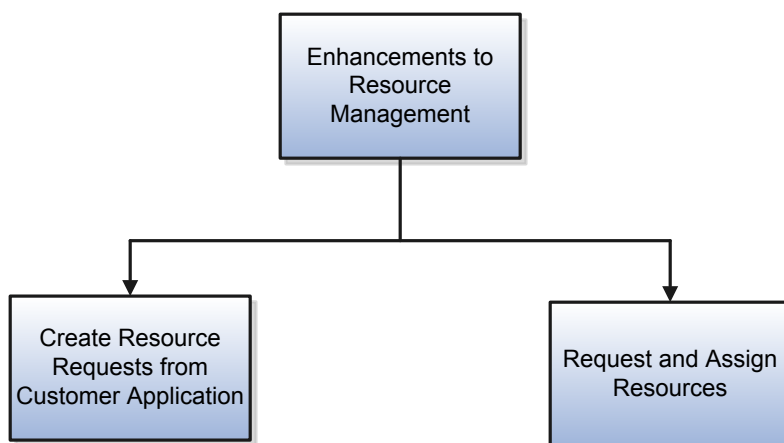 Enhancements to
Resource
Management
Create Resource
Requests from
Customer Application
Request and Assign
Resources